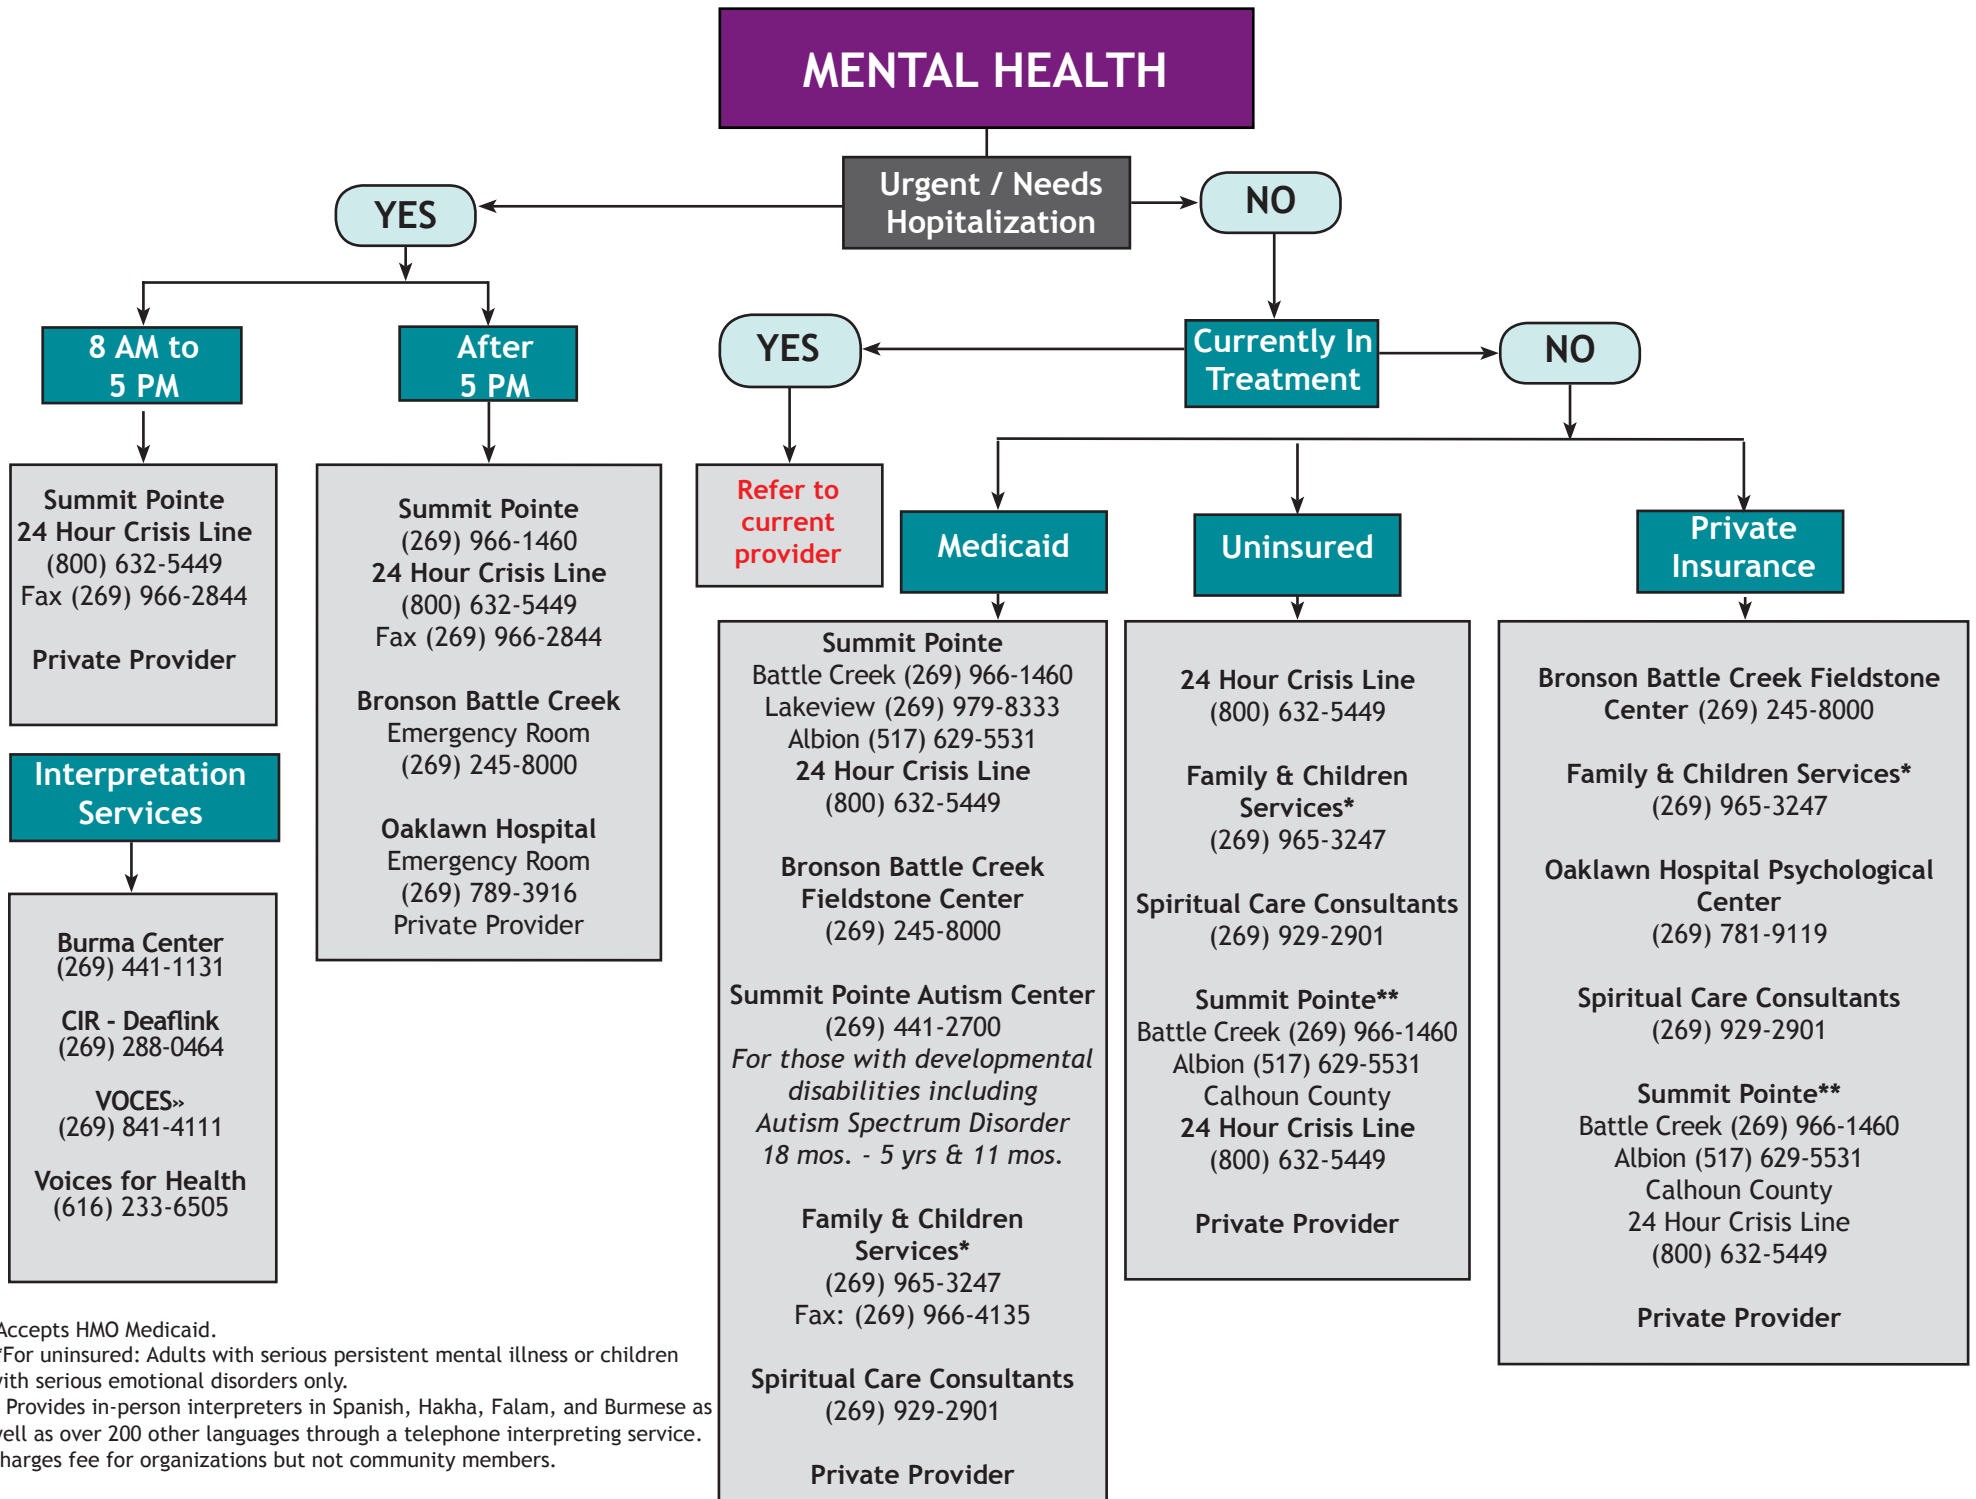 MENTAL HEALTH
Urgent / Needs
Hopitalization
YES
NO
8 AM to
5 PM
After
5 PM
YES
Currently In
Treatment
NO
Summit Pointe
24 Hour Crisis Line
(800) 632-5449
Fax (269) 966-2844
Private Provider
Summit Pointe
(269) 966-1460
24 Hour Crisis Line
(800) 632-5449
Fax (269) 966-2844
Bronson Battle Creek
Emergency Room
(269) 245-8000
Oaklawn Hospital
Emergency Room
(269) 789-3916
Private Provider
Refer to
current
provider
Medicaid
Uninsured
Private
Insurance
Summit Pointe
Battle Creek (269) 966-1460
Lakeview (269) 979-8333
Albion (517) 629-5531
24 Hour Crisis Line
(800) 632-5449
Bronson Battle Creek
Fieldstone Center
(269) 245-8000
Summit Pointe Autism Center
(269) 441-2700
For those with developmental
disabilities including
Autism Spectrum Disorder
18 mos. - 5 yrs & 11 mos.
Family & Children
Services*
(269) 965-3247
Fax: (269) 966-4135
Spiritual Care Consultants
(269) 929-2901
Private Provider
24 Hour Crisis Line
(800) 632-5449
Family & Children
Services*
(269) 965-3247
Spiritual Care Consultants
(269) 929-2901
Summit Pointe**
Battle Creek (269) 966-1460
Albion (517) 629-5531
Calhoun County
24 Hour Crisis Line
(800) 632-5449
Private Provider
Bronson Battle Creek Fieldstone
Center (269) 245-8000
Family & Children Services*
(269) 965-3247
Oaklawn Hospital Psychological
Center
(269) 781-9119
Spiritual Care Consultants
(269) 929-2901
Summit Pointe**
Battle Creek (269) 966-1460
Albion (517) 629-5531
Calhoun County
24 Hour Crisis Line
(800) 632-5449
Private Provider
Interpretation
Services
Burma Center
(269) 441-1131
CIR - Deaflink
(269) 288-0464
VOCES»
(269) 841-4111
Voices for Health
(616) 233-6505
Accepts HMO Medicaid.
*For uninsured: Adults with serious persistent mental illness or children
with serious emotional disorders only.
Provides in-person interpreters in Spanish, Hakha, Falam, and Burmese as
well as over 200 other languages through a telephone interpreting service.
harges fee for organizations but not community members.